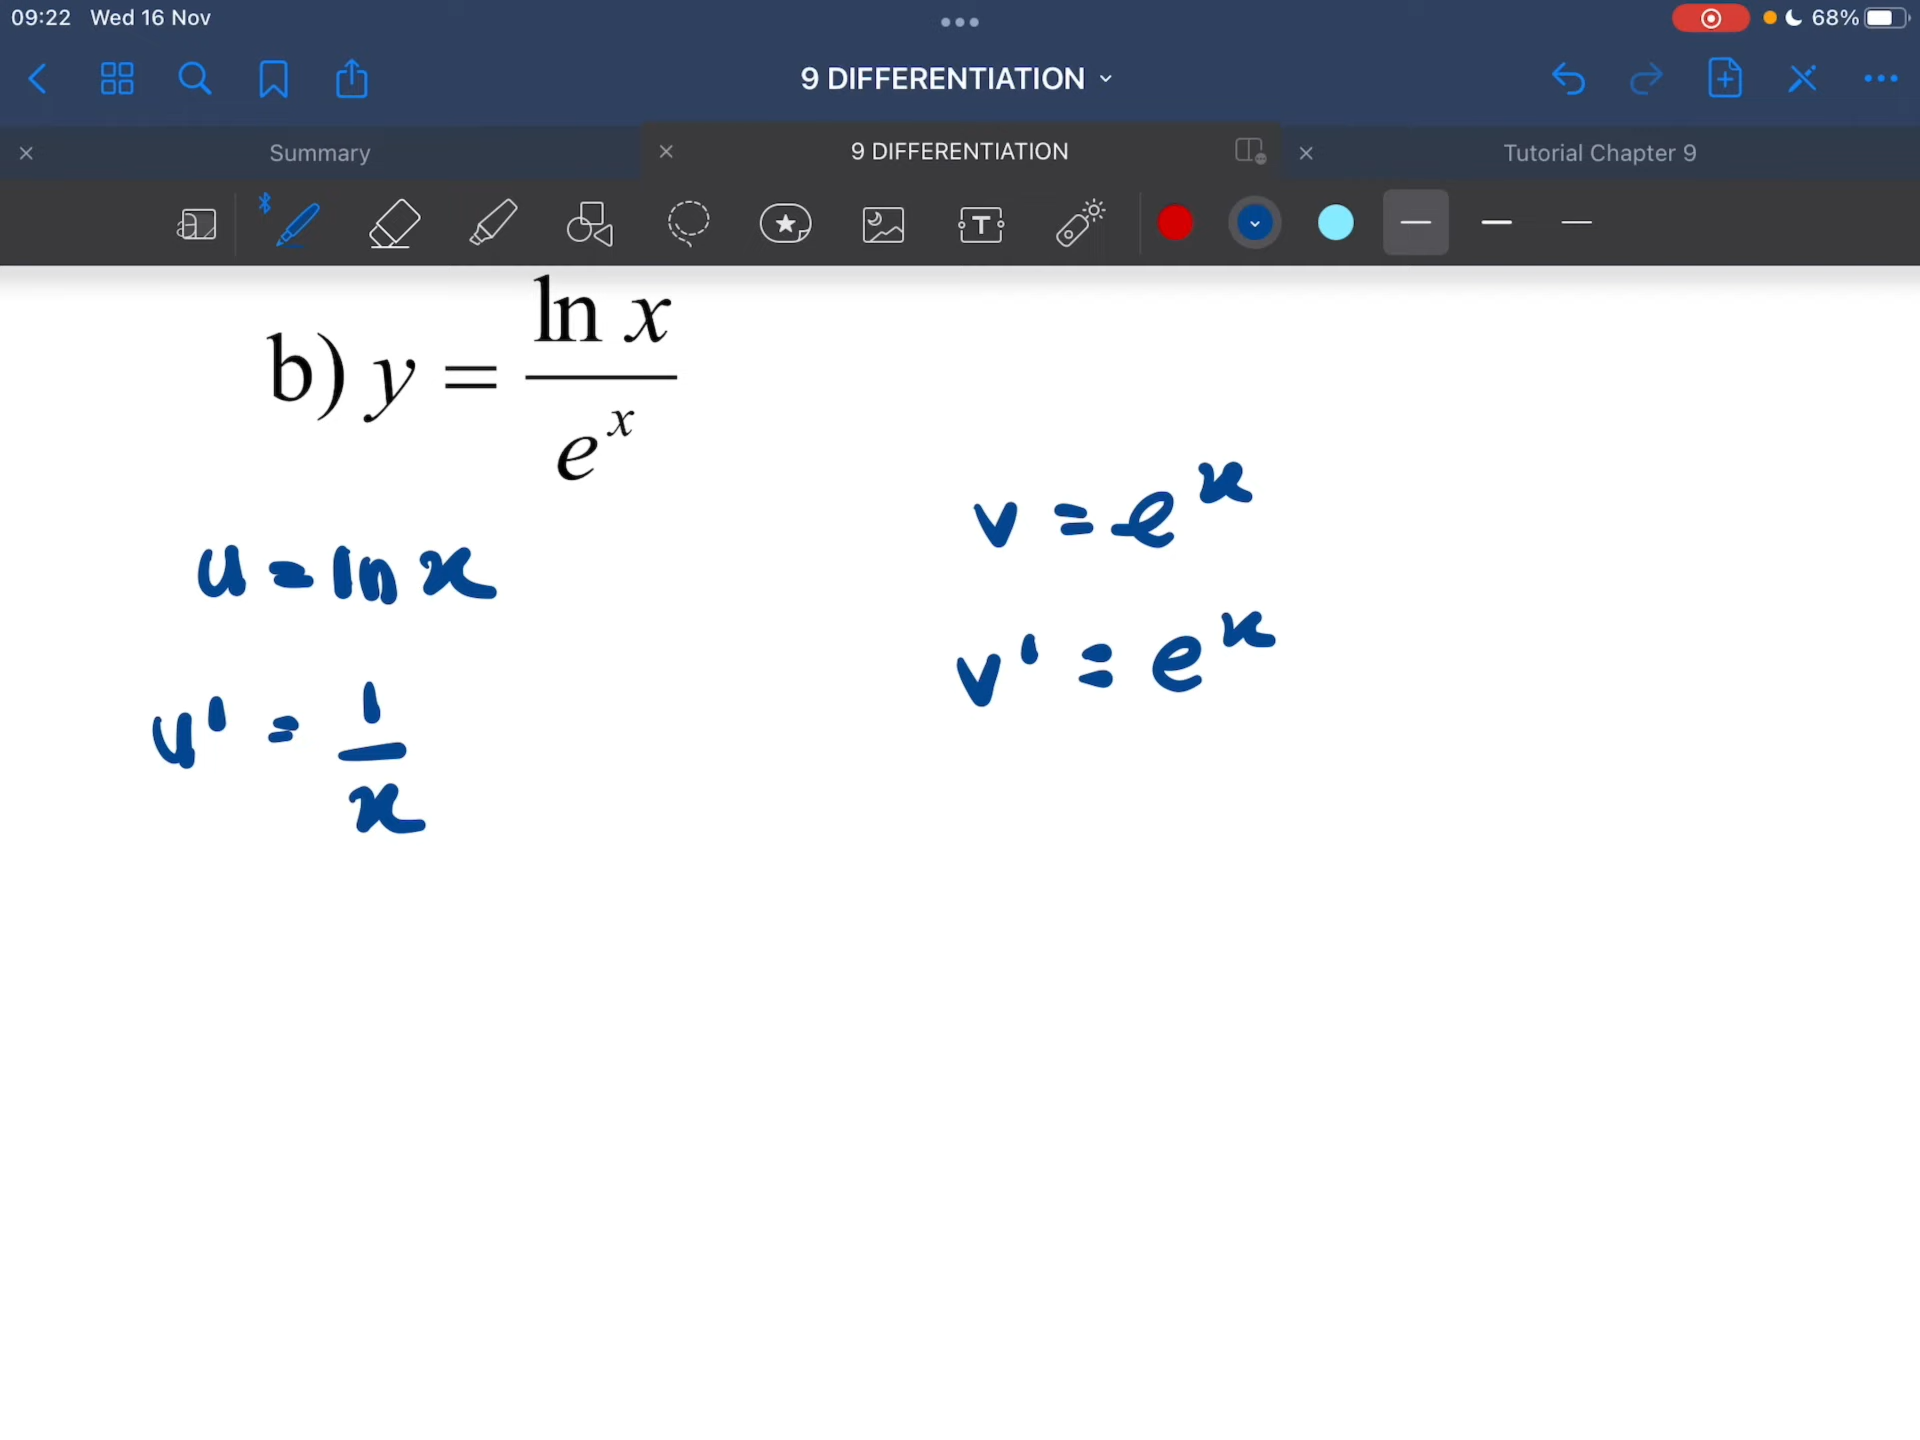 09:22 Wed 16 Nov
68%
9 DIFFERENTIATION
Summary
9 DIFFERENTIATION
Tutorial Chapter 9
b) y = ln x / e^x
u = ln x
v = e^x
u' = 1/x
v' = e^x